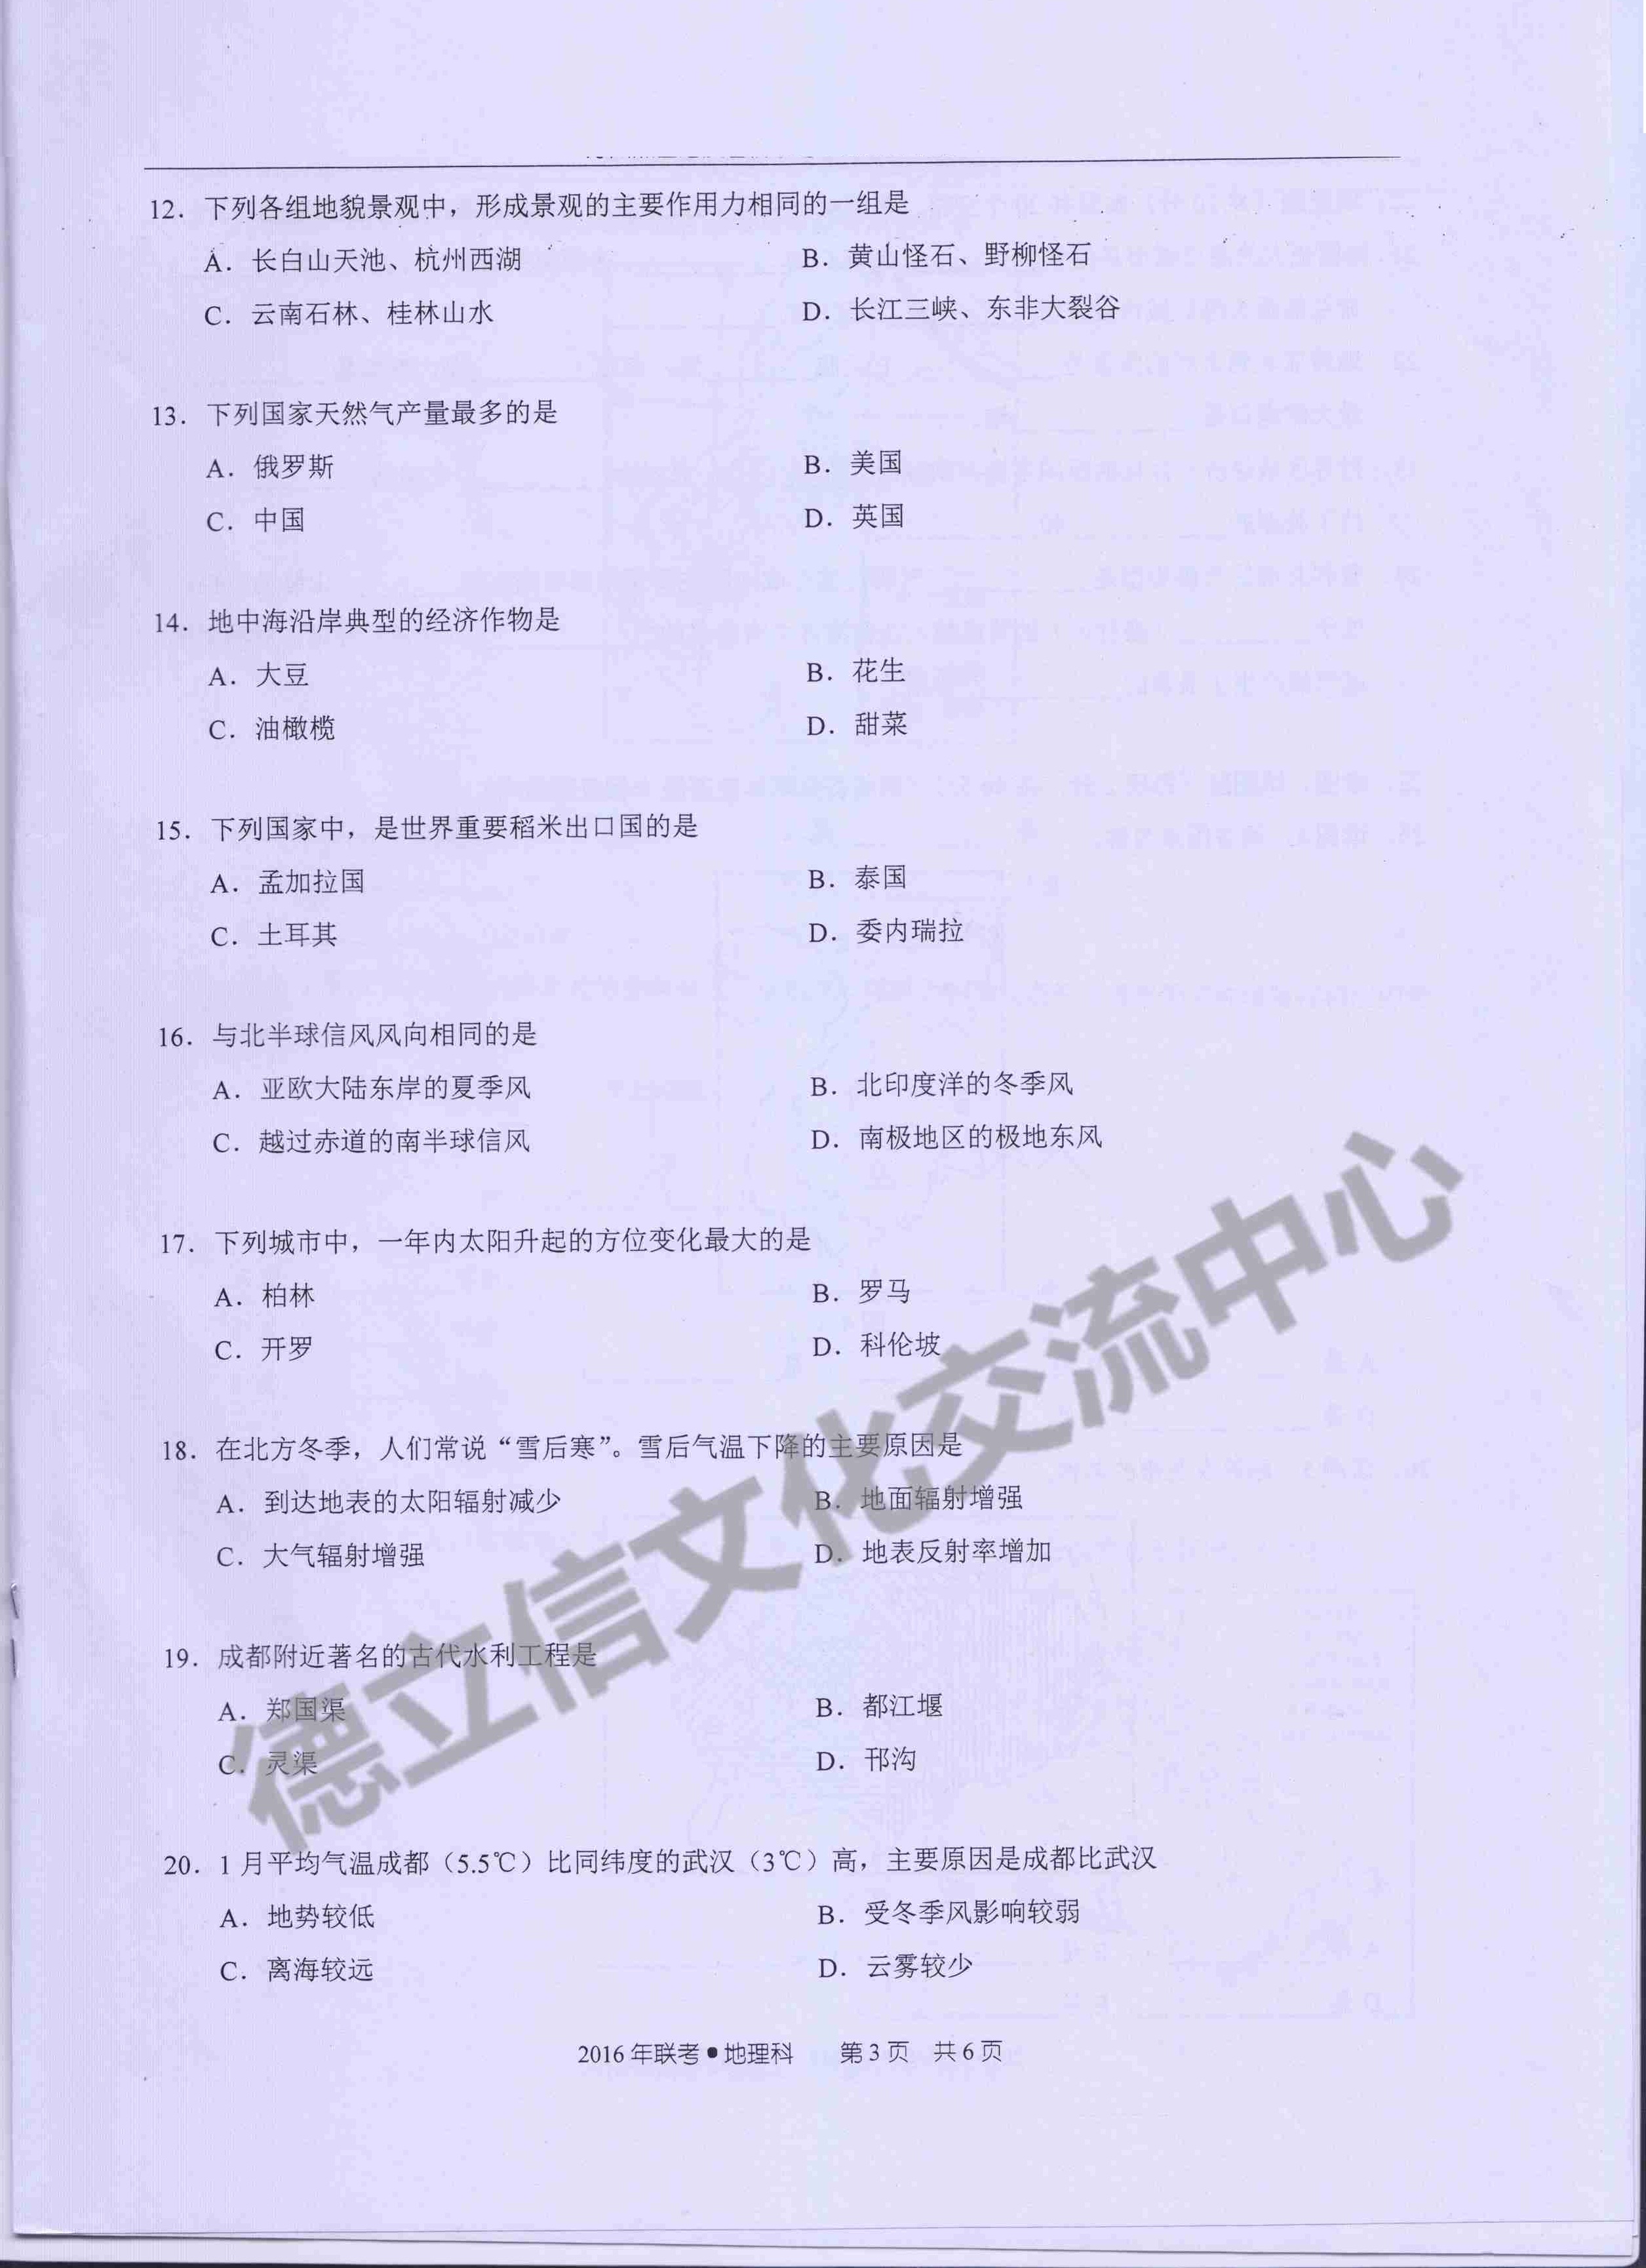 12．下列各组地貌景观中，形成景观的主要作用力相同的一组是
A．长白山天池、杭州西湖 B．黄山怪石、野柳怪石
C．云南石林、桂林山水 D．长江三峡、东非大裂谷
13．下列国家天然气产量最多的是
A．俄罗斯 B．美国
C．中国 D．英国
14．地中海沿岸典型的经济作物是
A．大豆 B．花生
C．油橄榄 D．甜菜
15．下列国家中，是世界重要稻米出口国的是
A．孟加拉国 B．泰国
C．土耳其 D．委内瑞拉
16．与北半球信风风向相同的是
A．亚欧大陆东岸的夏季风 B．北印度洋的冬季风
C．越过赤道的南半球信风 D．南极地区的极地东风
17．下列城市中，一年内太阳升起的方位变化最大的是
A．柏林 B．罗马
C．开罗 D．科伦坡
18．在北方冬季，人们常说“雪后寒”。雪后气温下降的主要原因是
A．到达地表的太阳辐射减少 B．地面辐射增强
C．大气辐射增强 D．地表反射率增加
19．成都附近著名的古代水利工程是
A．郑国渠 B．都江堰
C．灵渠 D．邗沟
20．1月平均气温成都（5.5℃）比同纬度的武汉（3℃）高，主要原因是成都比武汉
A．地势较低 B．受冬季风影响较弱
C．离海较远 D．云雾较少
2016年联考•地理科 第3页 共6页
德立信文化交流中心